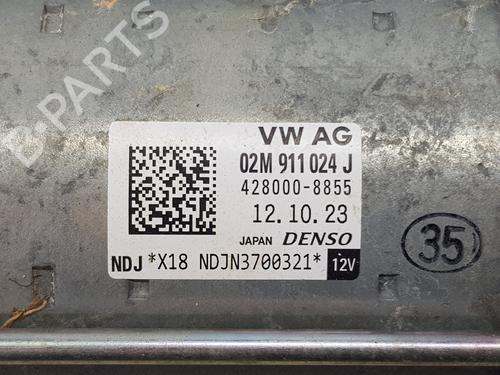 B-PARTS
VW AG
02M 911 024 J
428000-8855
12.10.23
JAPAN DENSO
NDJ *X18 NDJN3700321* 12V
35